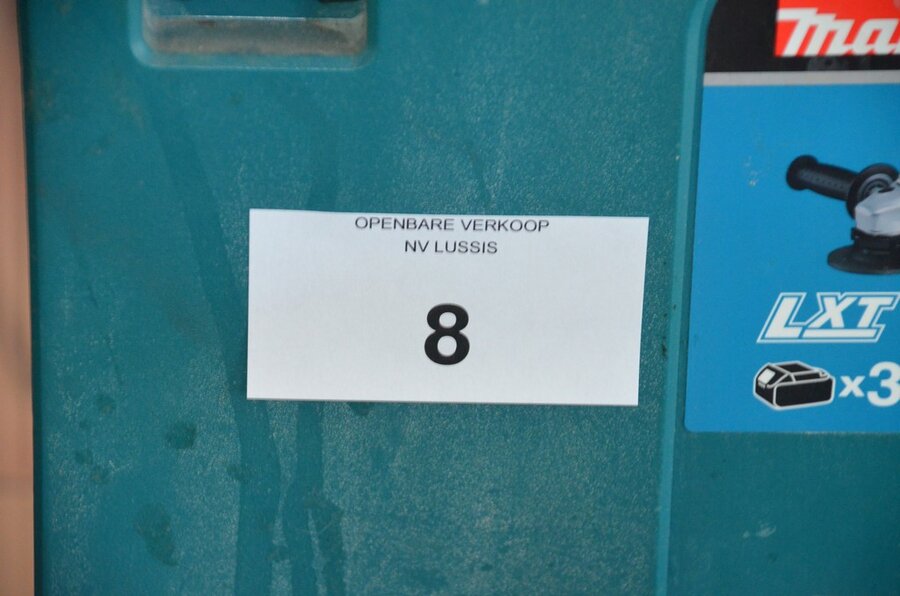 OPENBARE VERKOOP
NV LUSSIS
8
LXT
x3